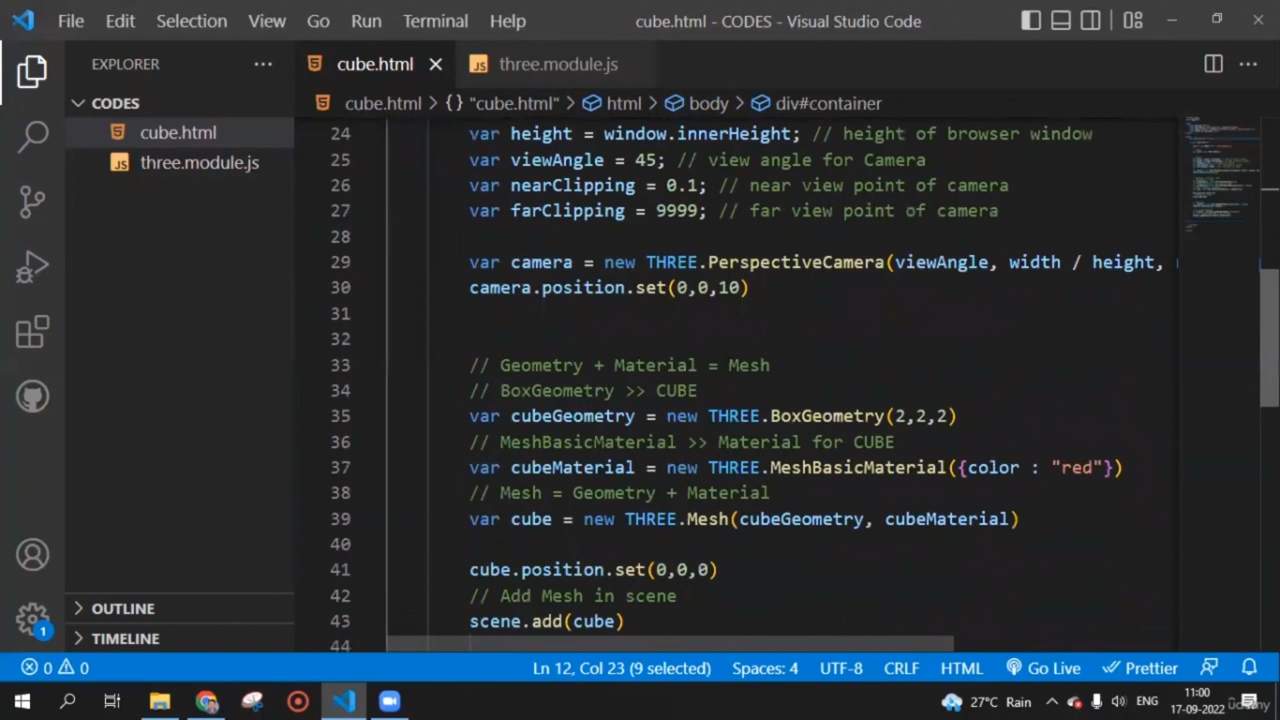 File Edit Selection View Go Run Terminal Help cube.html - CODES - Visual Studio Code
EXPLORER
cube.html three.module.js
CODES
cube.html > {} "cube.html" > html > body > div#container
cube.html
three.module.js
24 var height = window.innerHeight; // height of browser window
25 var viewAngle = 45; // view angle for Camera
26 var nearClipping = 0.1; // near view point of camera
27 var farClipping = 9999; // far view point of camera
28
29 var camera = new THREE.PerspectiveCamera(viewAngle, width / height,
30 camera.position.set(0,0,10)
31
32
33 // Geometry + Material = Mesh
34 // BoxGeometry >> CUBE
35 var cubeGeometry = new THREE.BoxGeometry(2,2,2)
36 // MeshBasicMaterial >> Material for CUBE
37 var cubeMaterial = new THREE.MeshBasicMaterial({color : "red"})
38 // Mesh = Geometry + Material
39 var cube = new THREE.Mesh(cubeGeometry, cubeMaterial)
40
41 cube.position.set(0,0,0)
42 // Add Mesh in scene
43 scene.add(cube)
44
OUTLINE
TIMELINE
1
0 0 Ln 12, Col 23 (9 selected) Spaces: 4 UTF-8 CRLF HTML Go Live Prettier
27°C Rain ENG 11:00
17-09-2022
Udemy